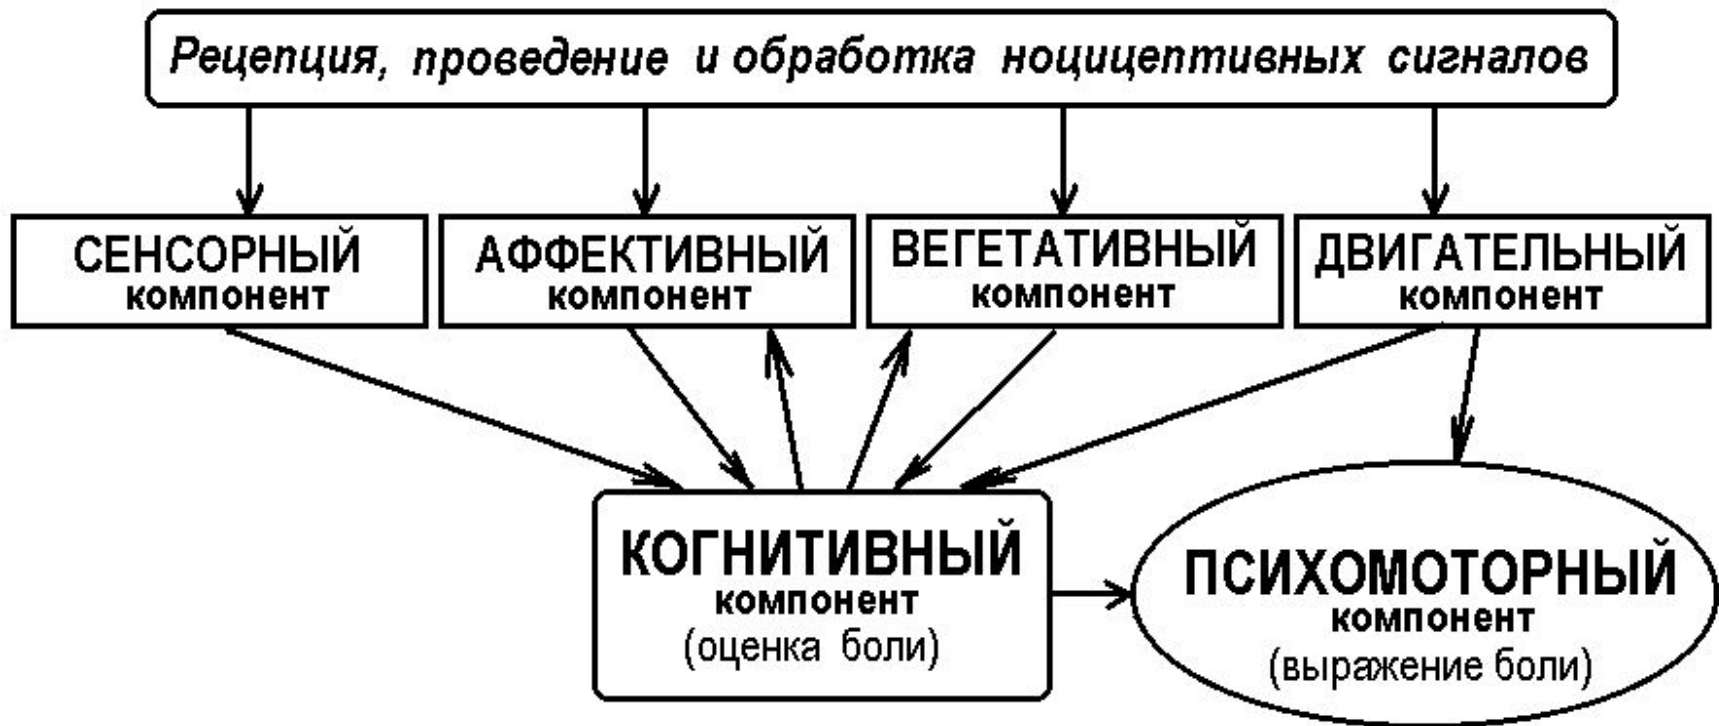 Рецепция, проведение и обработка ноцицептивных сигналов
СЕНСОРНЫЙ
компонент
АФФЕКТИВНЫЙ
компонент
ВЕГЕТАТИВНЫЙ
компонент
ДВИГАТЕЛЬНЫЙ
компонент
КОГНИТИВНЫЙ
компонент
(оценка боли)
ПСИХОМОТОРНЫЙ
компонент
(выражение боли)